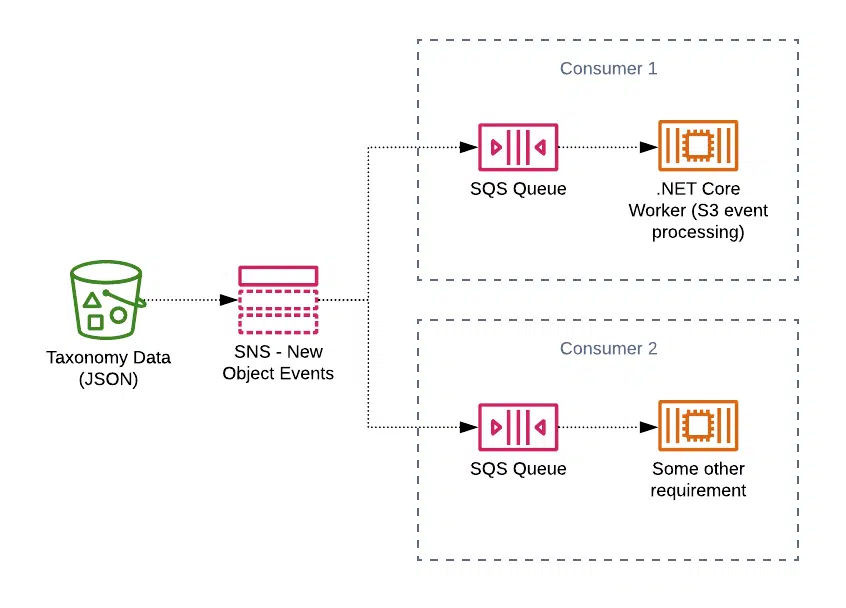 Consumer 1
SQS Queue
.NET Core
Worker (S3 event
processing)
Taxonomy Data
(JSON)
SNS - New
Object Events
Consumer 2
SQS Queue
Some other
requirement